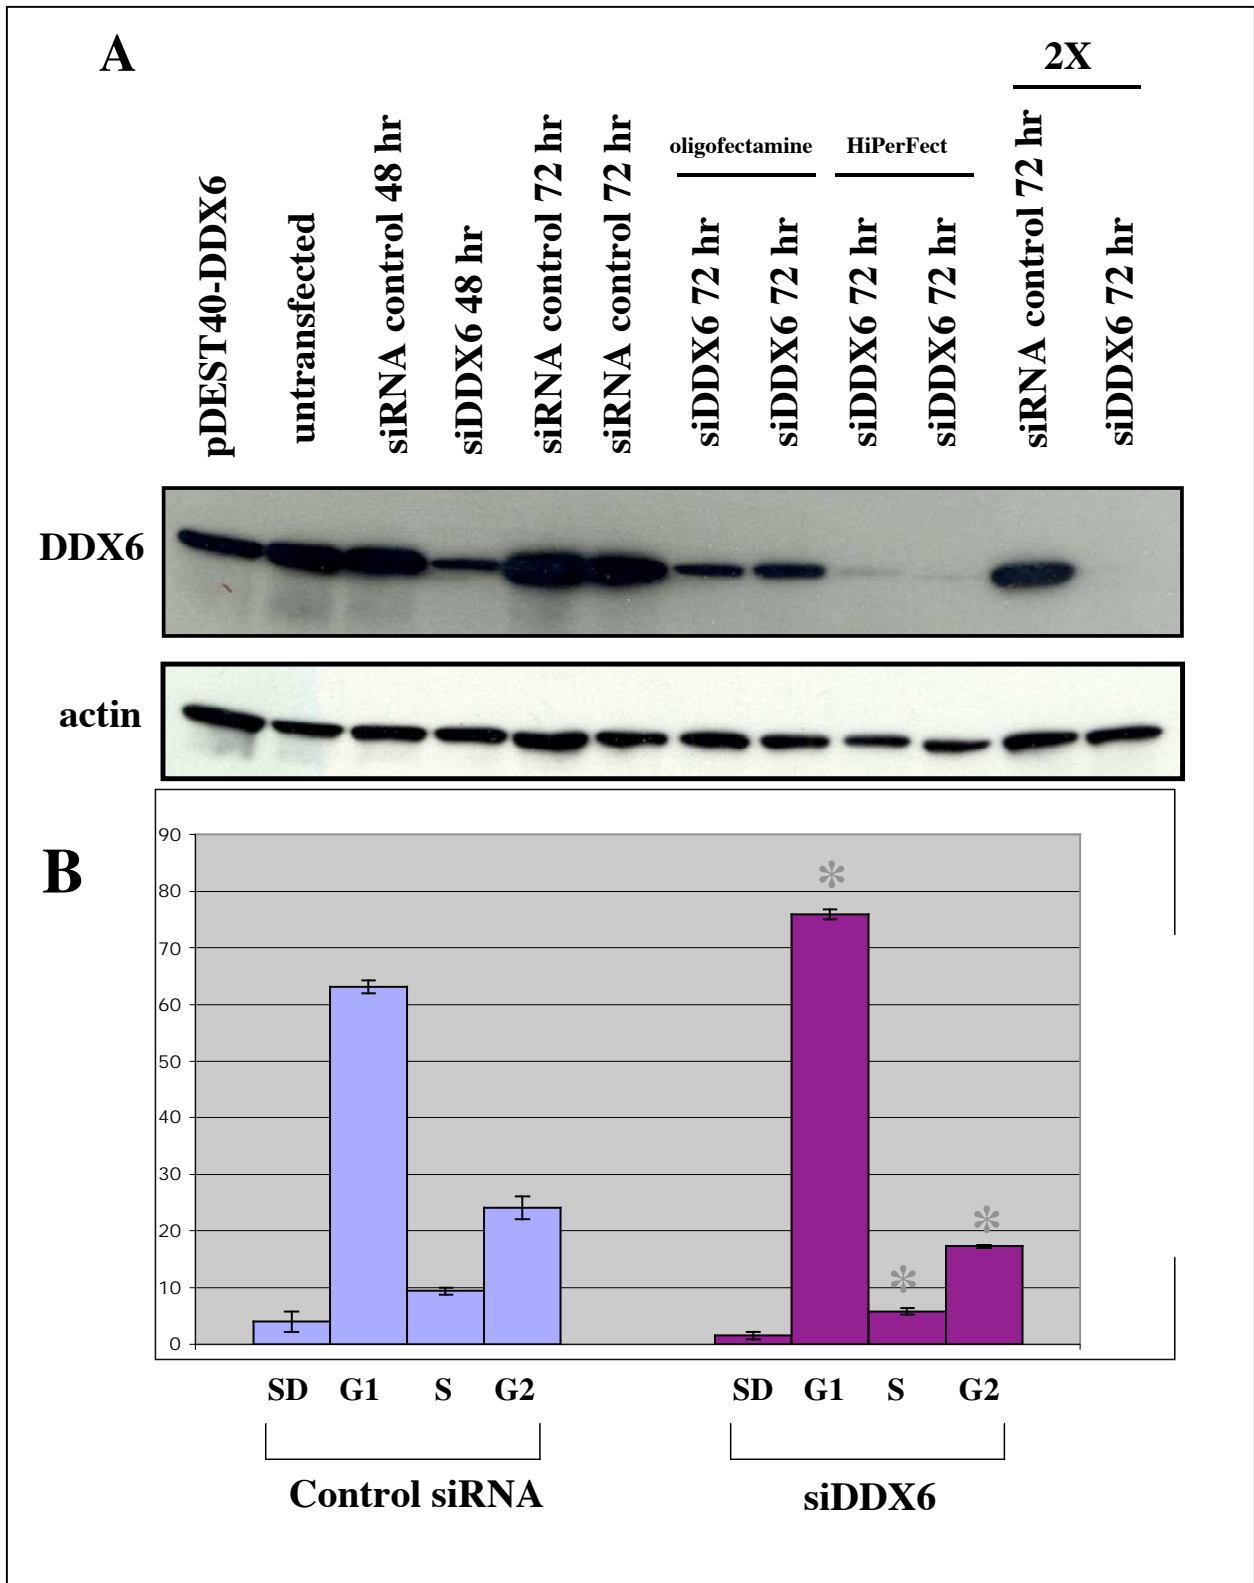 A
2X
oligofectamine
HiPerFect
pDEST40-DDX6
untransfected
siRNA control 48 hr
siDDX6 48 hr
siRNA control 72 hr
siRNA control 72 hr
siDDX6 72 hr
siDDX6 72 hr
siDDX6 72 hr
siDDX6 72 hr
siRNA control 72 hr
siDDX6 72 hr
DDX6
actin
B
90
80
70
60
50
40
30
20
10
0
*
*
*
SD G1 S G2
SD G1 S G2
Control siRNA
siDDX6